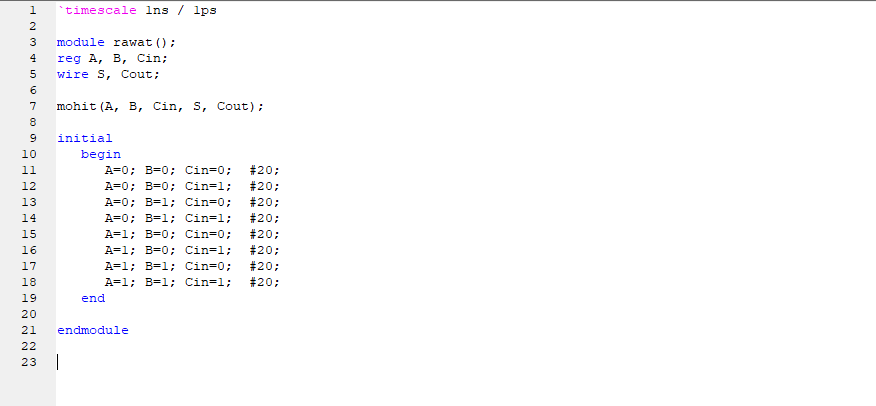 1 `timescale 1ns / 1ps
2
3 module rawat();
4 reg A, B, Cin;
5 wire S, Cout;
6
7 mohit(A, B, Cin, S, Cout);
8
9 initial
10 begin
11 A=0; B=0; Cin=0; #20;
12 A=0; B=0; Cin=1; #20;
13 A=0; B=1; Cin=0; #20;
14 A=0; B=1; Cin=1; #20;
15 A=1; B=0; Cin=0; #20;
16 A=1; B=0; Cin=1; #20;
17 A=1; B=1; Cin=0; #20;
18 A=1; B=1; Cin=1; #20;
19 end
20
21 endmodule
22
23